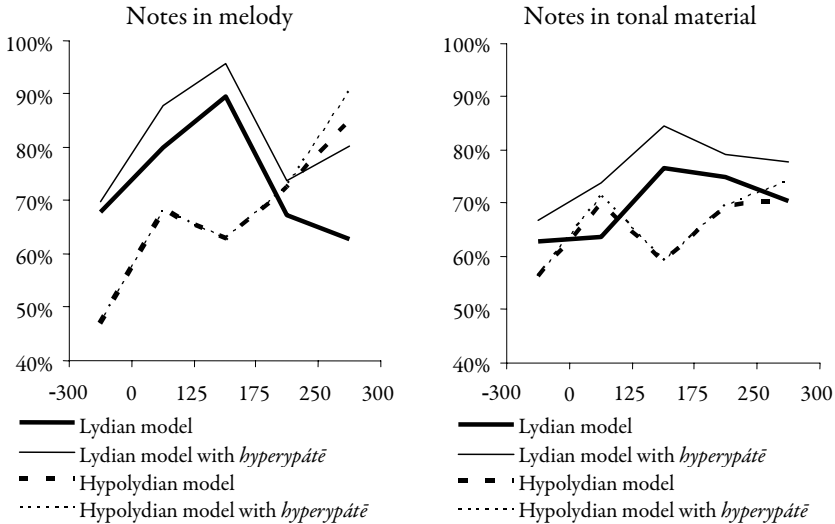 Notes in melody
100%
90%
80%
70%
60%
50%
40%
-300 0 125 175 250 300
Lydian model
Lydian model with hyperypátē
Hypolydian model
Hypolydian model with hyperypátē
Notes in tonal material
100%
90%
80%
70%
60%
50%
40%
-300 0 125 175 250 300
Lydian model
Lydian model with hyperypátē
Hypolydian model
Hypolydian model with hyperypátē